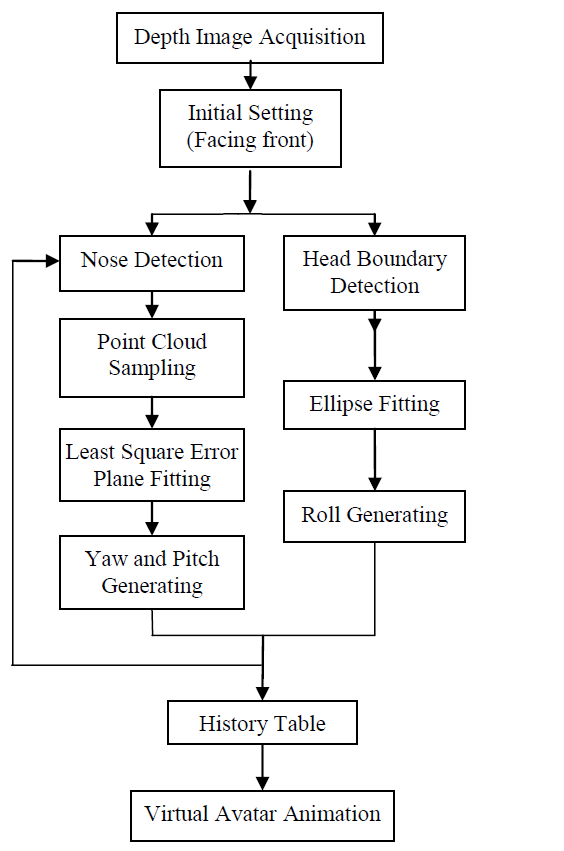 Depth Image Acquisition
Initial Setting
(Facing front)
Nose Detection
Head Boundary
Detection
Point Cloud
Sampling
Ellipse Fitting
Least Square Error
Plane Fitting
Roll Generating
Yaw and Pitch
Generating
History Table
Virtual Avatar Animation